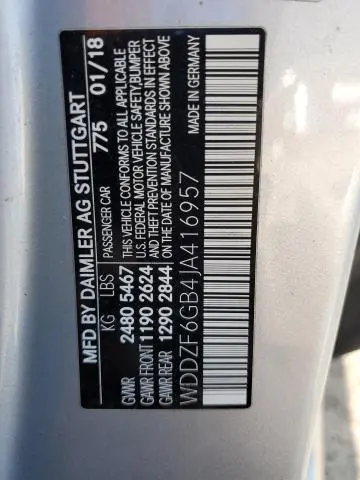 MFD BY DAIMLER AG STUTTGART
PASSENGER CAR 775 01/18
KG LBS
GVWR 2480 5467
GAWR FRONT 1190 2624
GAWR REAR 1290 2844
THIS VEHICLE CONFORMS TO ALL APPLICABLE
FEDERAL MOTOR VEHICLE SAFETY, BUMPER
AND THEFT PREVENTION STANDARDS IN EFFECT
ON THE DATE OF MANUFACTURE SHOWN ABOVE
MADE IN GERMANY
WDDZF6GB4JA416957